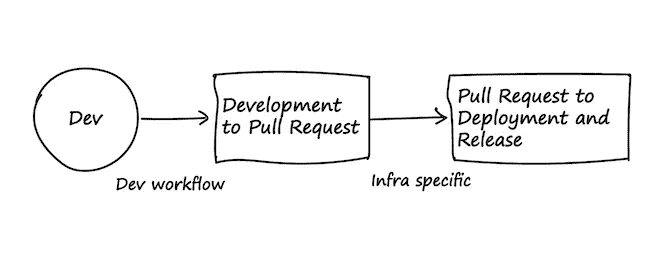 Dev
Development
to Pull Request
Pull Request to
Deployment and
Release
Dev workflow
Infra specific